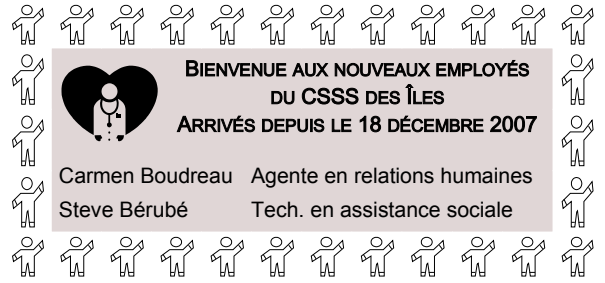 BIENVENUE AUX NOUVEAUX EMPLOYÉS
DU CSSS DES ÎLES
ARRIVÉS DEPUIS LE 18 DÉCEMBRE 2007
Carmen Boudreau Agente en relations humaines
Steve Bérubé Tech. en assistance sociale